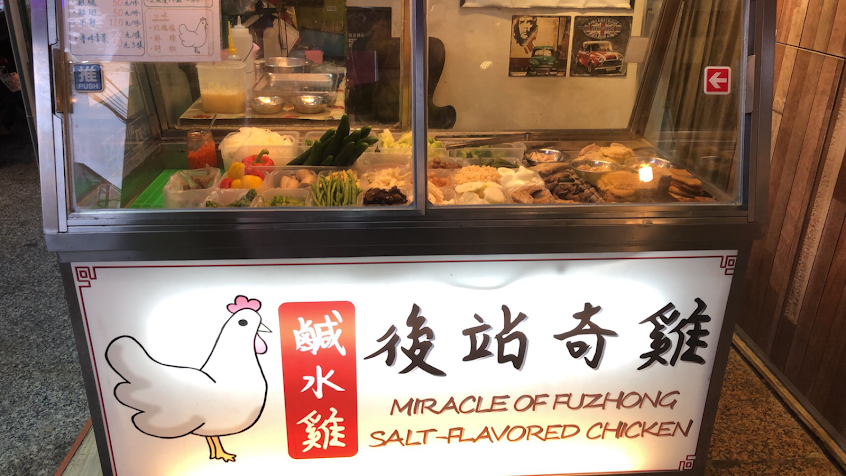 推
PUSH
鹹水雞
後站奇雞
MIRACLE OF FUZHONG
SALT-FLAVORED CHICKEN